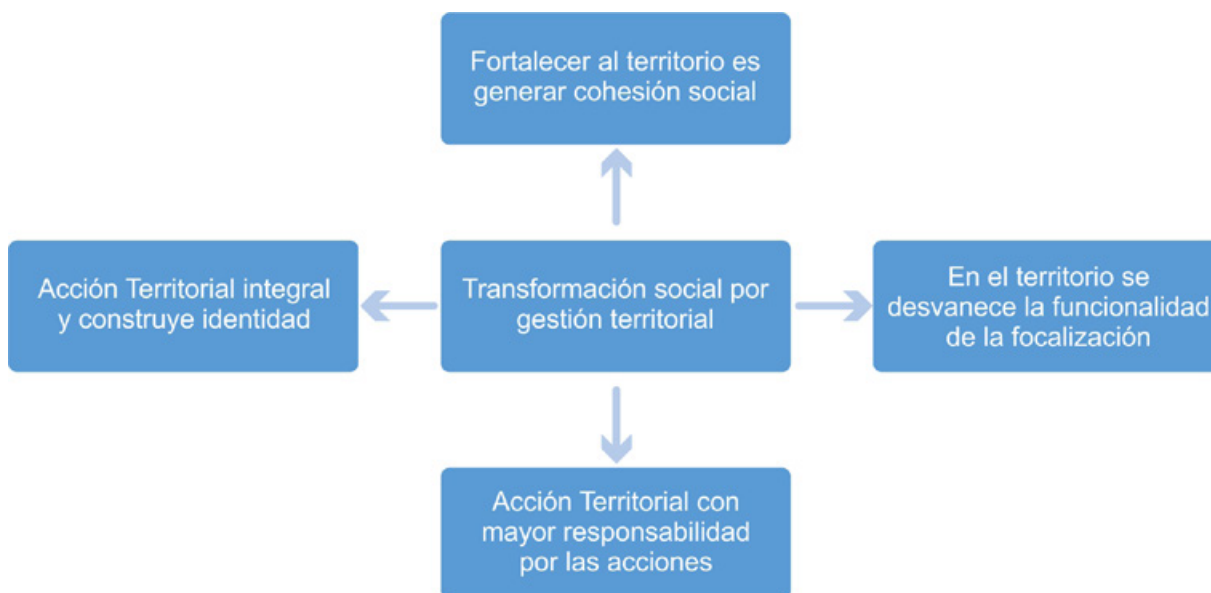 Fortalecer al territorio es
generar cohesión social
Acción Territorial integral
y construye identidad
Transformación social por
gestión territorial
En el territorio se
desvanece la funcionalidad
de la focalización
Acción Territorial con
mayor responsabilidad
por las acciones